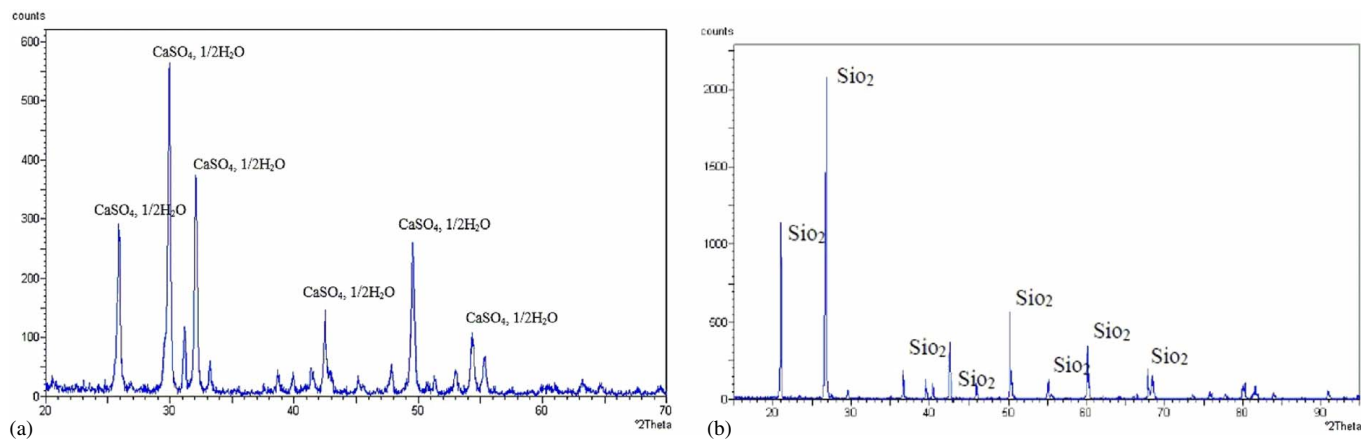 counts
600
500
400
300
200
100
0
CaSO₄, 1/2H₂O
CaSO₄, 1/2H₂O
CaSO₄, 1/2H₂O
CaSO₄, 1/2H₂O
CaSO₄, 1/2H₂O
CaSO₄, 1/2H₂O
20 30 40 50 60 70
°2Theta
(a)
counts
2000
1500
1000
500
0
Sio₂
Sio₂
Sio₂
Sio₂
Sio₂
Sio₂
Sio₂
Sio₂
20 30 40 50 60 70 80 90
°2Theta
(b)